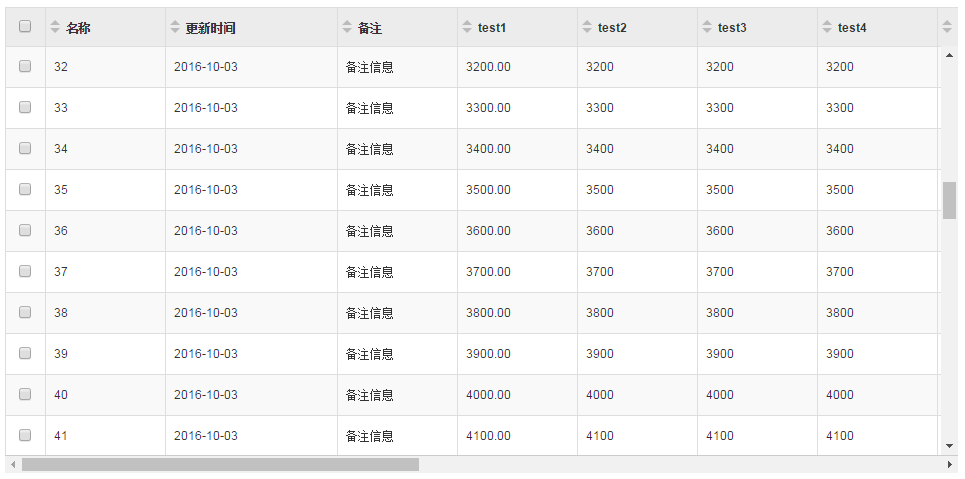 名称 更新时间 备注 test1 test2 test3 test4
32 2016-10-03 备注信息 3200.00 3200 3200 3200
33 2016-10-03 备注信息 3300.00 3300 3300 3300
34 2016-10-03 备注信息 3400.00 3400 3400 3400
35 2016-10-03 备注信息 3500.00 3500 3500 3500
36 2016-10-03 备注信息 3600.00 3600 3600 3600
37 2016-10-03 备注信息 3700.00 3700 3700 3700
38 2016-10-03 备注信息 3800.00 3800 3800 3800
39 2016-10-03 备注信息 3900.00 3900 3900 3900
40 2016-10-03 备注信息 4000.00 4000 4000 4000
41 2016-10-03 备注信息 4100.00 4100 4100 4100